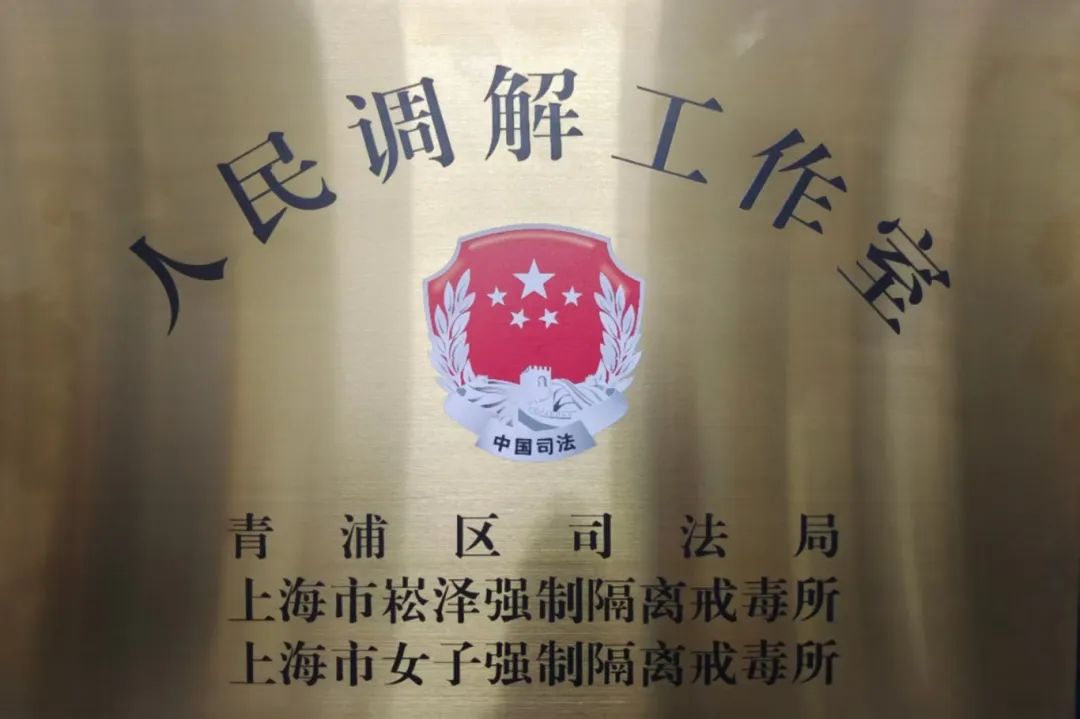 人民调解工作室
中国司法
青浦区司法局
上海市崧泽强制隔离戒毒所
上海市女子强制隔离戒毒所